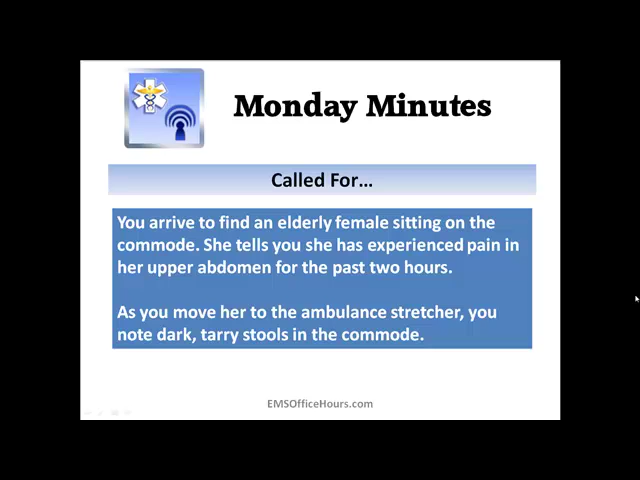 Monday Minutes
Called For...
You arrive to find an elderly female sitting on the
commode. She tells you she has experienced pain in
her upper abdomen for the past two hours.
As you move her to the ambulance stretcher, you
note dark, tarry stools in the commode.
EMSOfficeHours.com